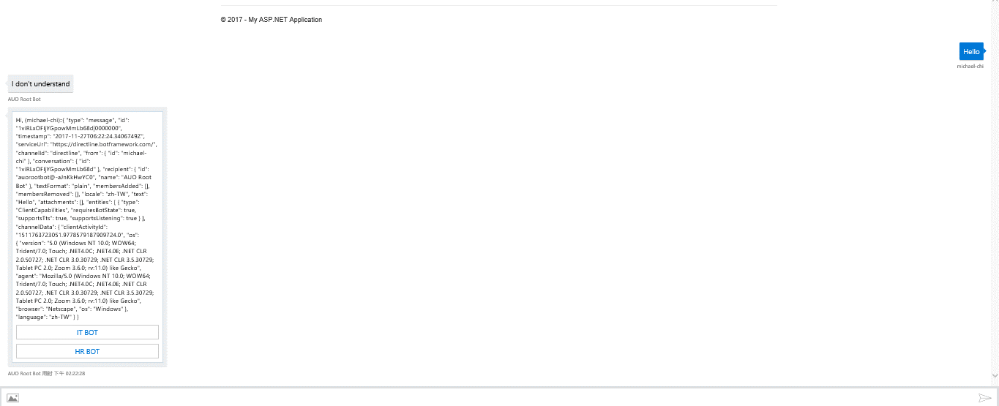 © 2017 - My ASP.NET Application
Hello
michael-chi
I don't understand
AUO Root Bot
Hi, (michael-chi)::{ "type": "message", "id":
"1viRLxOFIjYGpowMmLb68d|0000000",
"timestamp": "2017-11-27T06:22:24.3406749Z",
"serviceUrl": "https://directline.botframework.com/",
"channelId": "directline", "from": { "id": "michael-
chi" }, "conversation": { "id":
"1viRLxOFIjYGpowMmLb68d" }, "recipient": { "id":
"auorootbot@-aJnKkHwYC0", "name": "AUO Root
Bot" }, "textFormat": "plain", "membersAdded": [],
"membersRemoved": [], "locale": "zh-TW", "text":
"Hello", "attachments": [], "entities": [ { "type":
"ClientCapabilities", "requiresBotState": true,
"supportsTts": true, "supportsListening": true } ],
"channelData": { "clientActivityId":
"1511763723051.9778579187909724.0", "os":
{ "version": "5.0 (Windows NT 10.0; WOW64;
Trident/7.0; Touch; .NET4.0C; .NET4.0E; .NET CLR
2.0.50727; .NET CLR 3.0.30729; .NET CLR 3.5.30729;
Tablet PC 2.0; Zoom 3.6.0; rv:11.0) like Gecko",
"agent": "Mozilla/5.0 (Windows NT 10.0; WOW64;
Trident/7.0; Touch; .NET4.0C; .NET4.0E; .NET CLR
2.0.50727; .NET CLR 3.0.30729; .NET CLR 3.5.30729;
Tablet PC 2.0; Zoom 3.6.0; rv:11.0) like Gecko",
"browser": "Netscape", "os": "Windows" },
"language": "zh-TW" } }
IT BOT
HR BOT
AUO Root Bot 下午 02:22:28